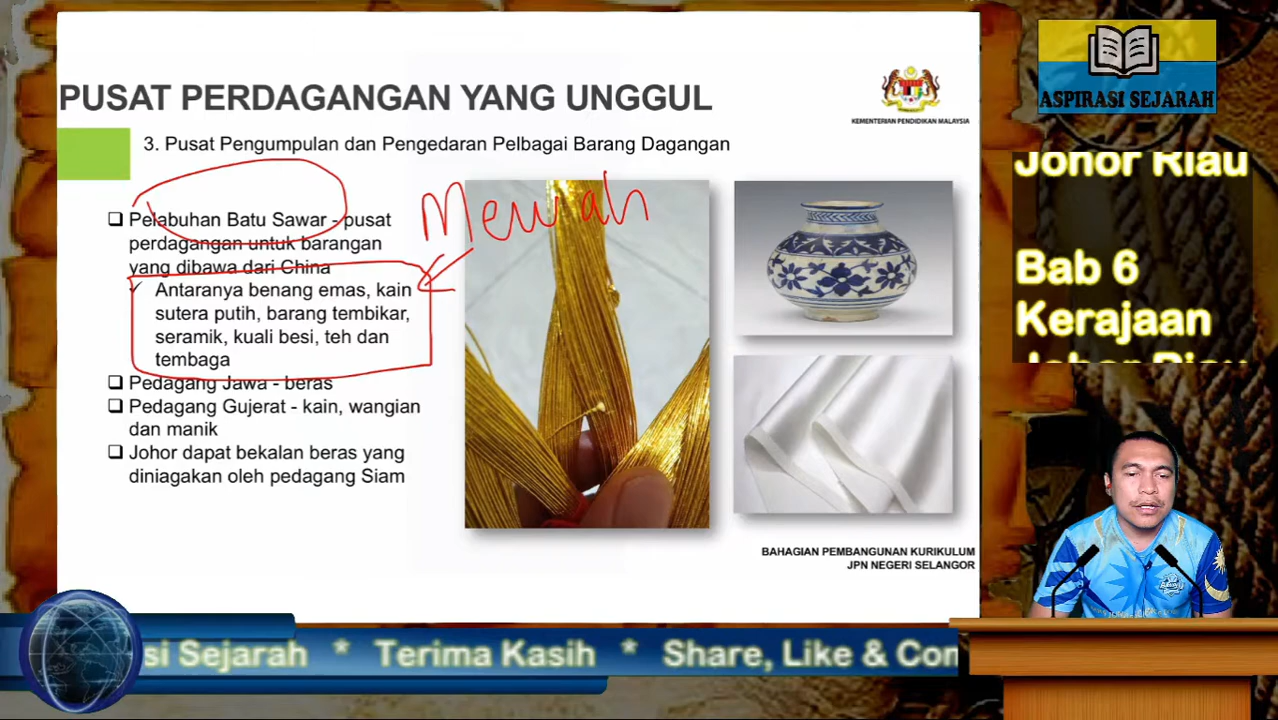 PUSAT PERDAGANGAN YANG UNGGUL
KEMENTERIAN PENDIDIKAN MALAYSIA
3. Pusat Pengumpulan dan Pengedaran Pelbagai Barang Dagangan
Pelabuhan Batu Sawar - pusat
perdagangan untuk barangan
yang dibawa dari China
Antaranya benang emas, kain
sutera putih, barang tembikar,
seramik, kuali besi, teh dan
tembaga
Pedagang Jawa - beras
Pedagang Gujerat - kain, wangian
dan manik
Johor dapat bekalan beras yang
diniagakan oleh pedagang Siam
Mewah
BAHAGIAN PEMBANGUNAN KURIKULUM
JPN NEGERI SELANGOR
ASPIRASI SEJARAH
Johor Riau
Bab 6
Kerajaan
Johor Riau
si Sejarah * Terima Kasih * Share, Like & Com